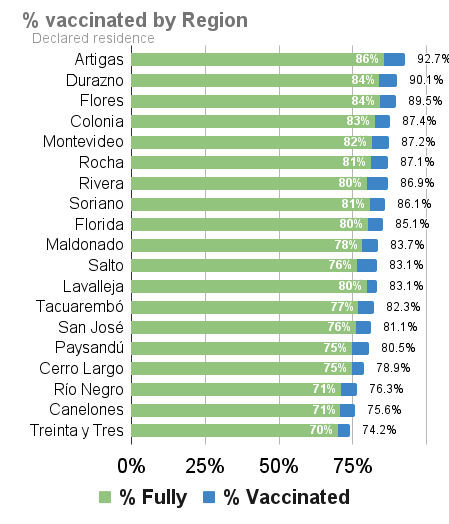 % vaccinated by Region
Declared residence
Artigas 86% 92.7%
Durazno 84% 90.1%
Flores 84% 89.5%
Colonia 83% 87.4%
Montevideo 82% 87.2%
Rocha 81% 87.1%
Rivera 80% 86.9%
Soriano 81% 86.1%
Florida 80% 85.1%
Maldonado 78% 83.7%
Salto 76% 83.1%
Lavalleja 80% 83.1%
Tacuarembó 77% 82.3%
San José 76% 81.1%
Paysandú 75% 80.5%
Cerro Largo 75% 78.9%
Río Negro 71% 76.3%
Canelones 71% 75.6%
Treinta y Tres 70% 74.2%
0% 25% 50% 75%
% Fully % Vaccinated